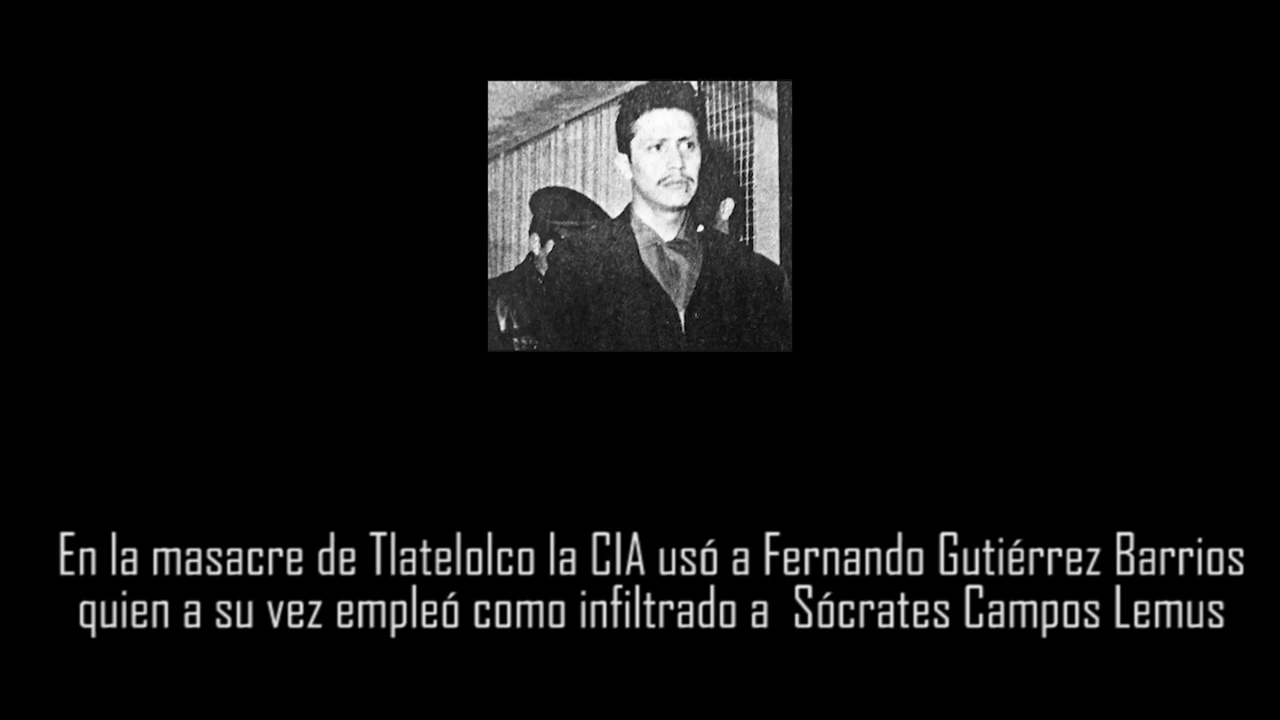 En la masacre de Tlatelolco la CIA usó a Fernando Gutiérrez Barrios
quien a su vez empleó como infiltrado a Sócrates Campos Lemus